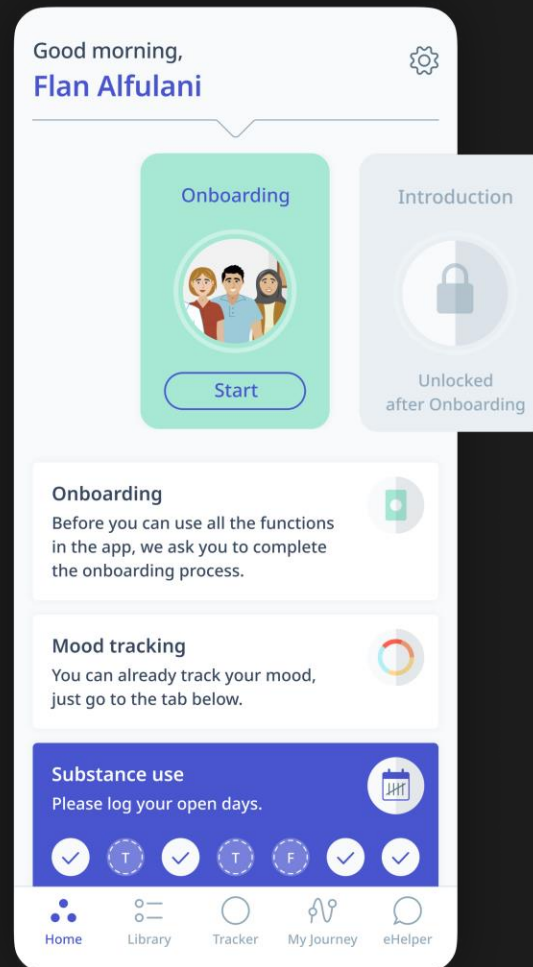 Good morning,
Flan Alfulani
Onboarding
Start
Introduction
Unlocked
after Onboarding
Onboarding
Before you can use all the functions
in the app, we ask you to complete
the onboarding process.
Mood tracking
You can already track your mood,
just go to the tab below.
Substance use
Please log your open days.
T T F
Home Library Tracker My Journey eHelper